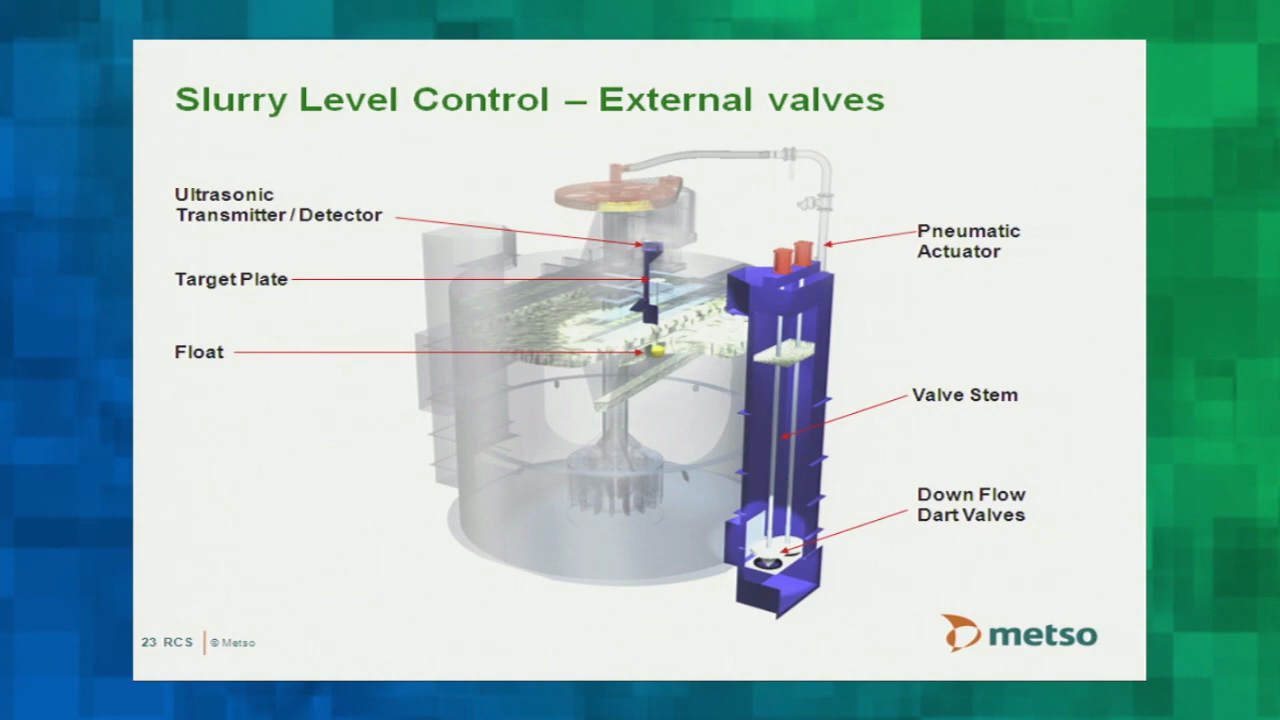 Slurry Level Control – External valves
Ultrasonic
Transmitter / Detector
Target Plate
Float
Pneumatic
Actuator
Valve Stem
Down Flow
Dart Valves
23 RCS © Metso
metso